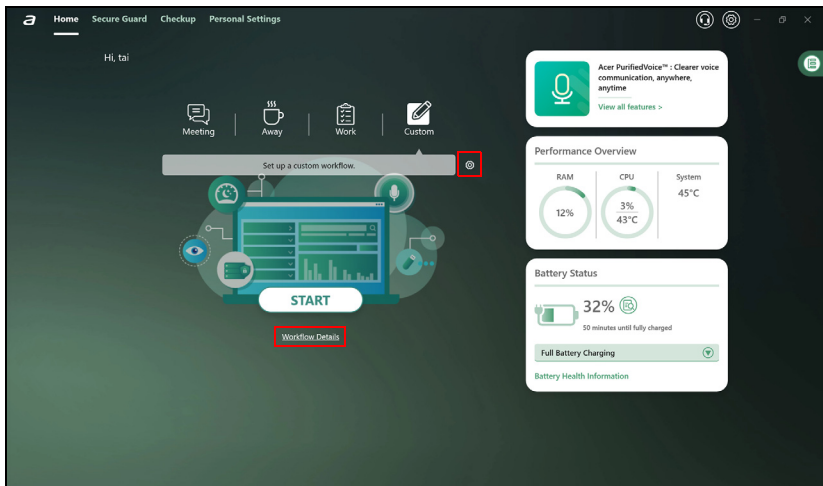 a Home Secure Guard Checkup Personal Settings
Hi, tai
Meeting Away Work Custom
Set up a custom workflow.
START
Workflow Details
Acer PurifiedVoice™ : Clearer voice
communication, anywhere,
anytime
View all features >
Performance Overview
RAM CPU System
12% 3% 45°C
43°C
Battery Status
32%
50 minutes until fully charged
Full Battery Charging
Battery Health Information